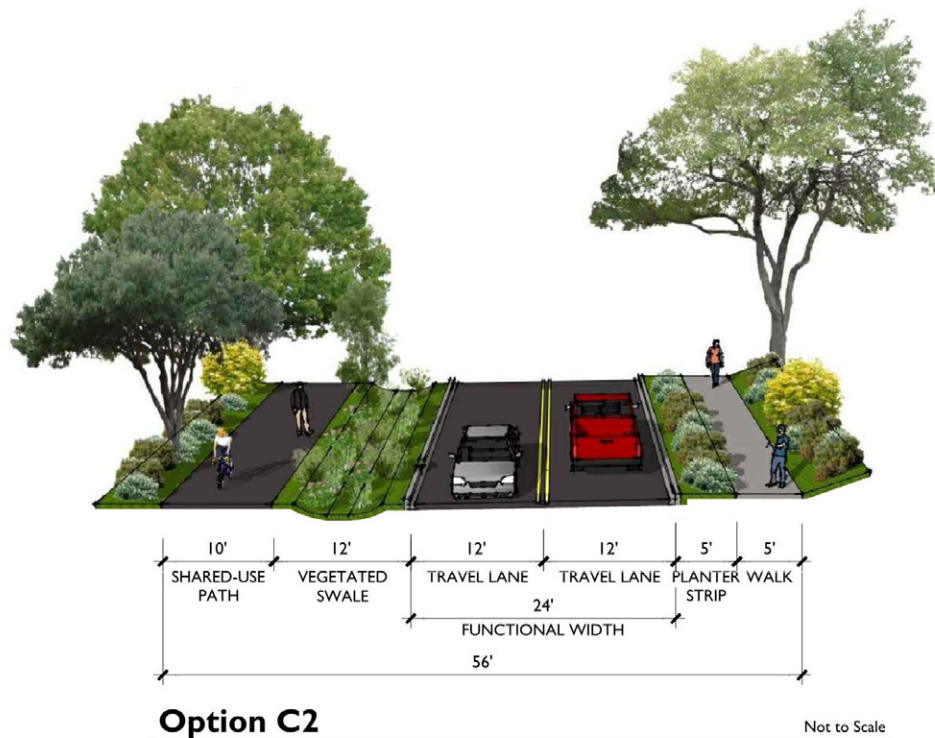 10' 12' 12' 12' 5' 5'
SHARED-USE VEGETATED TRAVEL LANE TRAVEL LANE PLANTER WALK
PATH SWALE STRIP
24'
FUNCTIONAL WIDTH
56'
Option C2
Not to Scale